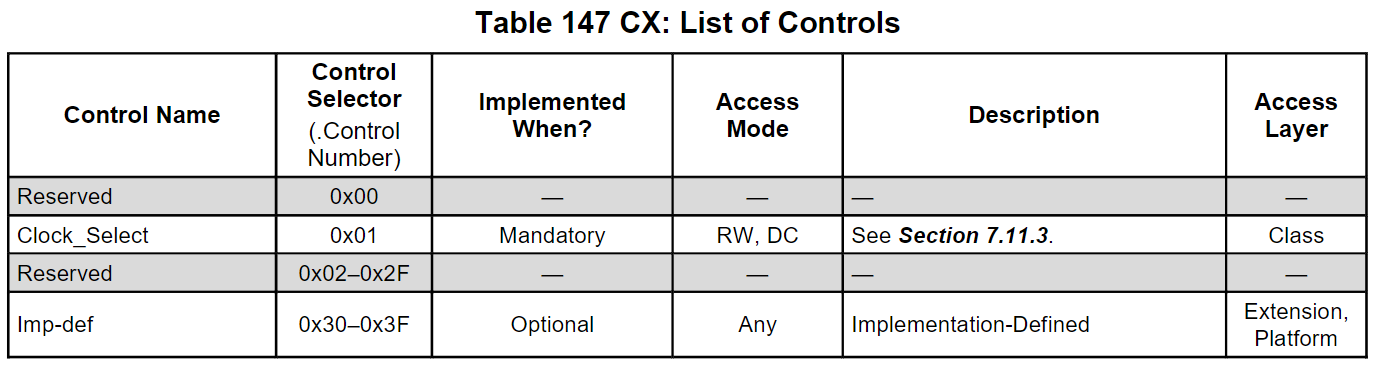 Table 147 CX: List of Controls
Control Name
Control
Selector
(.Control
Number)
Implemented
When?
Access
Mode
Description
Access
Layer
Reserved 0x00 — — — —
Clock_Select 0x01 Mandatory RW, DC See Section 7.11.3. Class
Reserved 0x02–0x2F — — — —
Imp-def 0x30–0x3F Optional Any Implementation-Defined Extension,
Platform